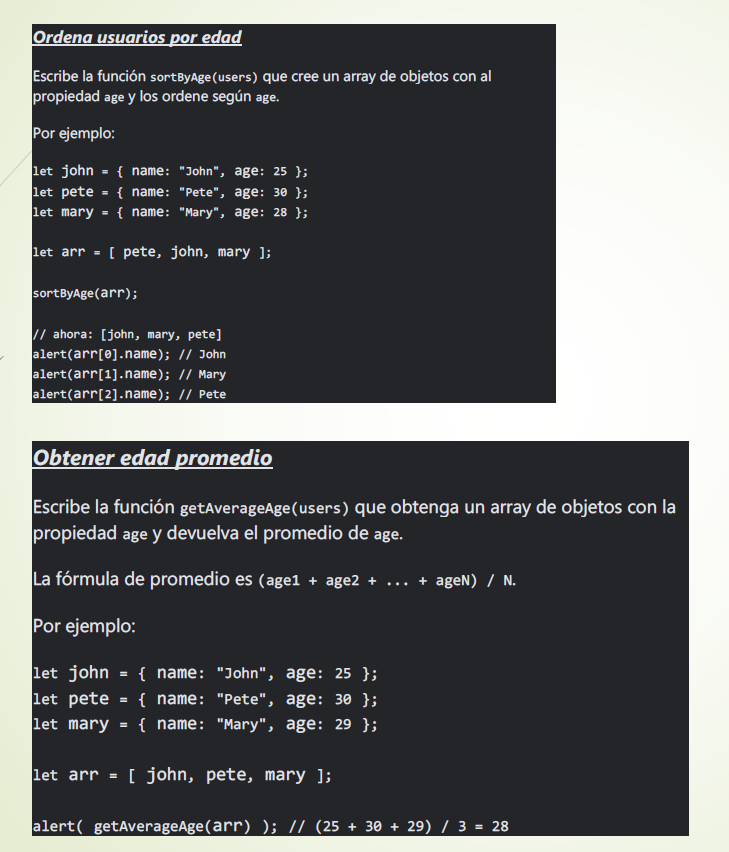 Ordena usuarios por edad
Escribe la función sortByAge(users) que cree un array de objetos con al
propiedad age y los ordene según age.
Por ejemplo:
let john = { name: "John", age: 25 };
let pete = { name: "Pete", age: 30 };
let mary = { name: "Mary", age: 28 };
let arr = [ pete, john, mary ];
sortByAge(arr);
// ahora: [john, mary, pete]
alert(arr[0].name); // John
alert(arr[1].name); // Mary
alert(arr[2].name); // Pete
Obtener edad promedio
Escribe la función getAverageAge(users) que obtenga un array de objetos con la
propiedad age y devuelva el promedio de age.
La fórmula de promedio es (age1 + age2 + ... + ageN) / N.
Por ejemplo:
let john = { name: "John", age: 25 };
let pete = { name: "Pete", age: 30 };
let mary = { name: "Mary", age: 29 };
let arr = [ john, pete, mary ];
alert( getAverageAge(arr) ); // (25 + 30 + 29) / 3 = 28